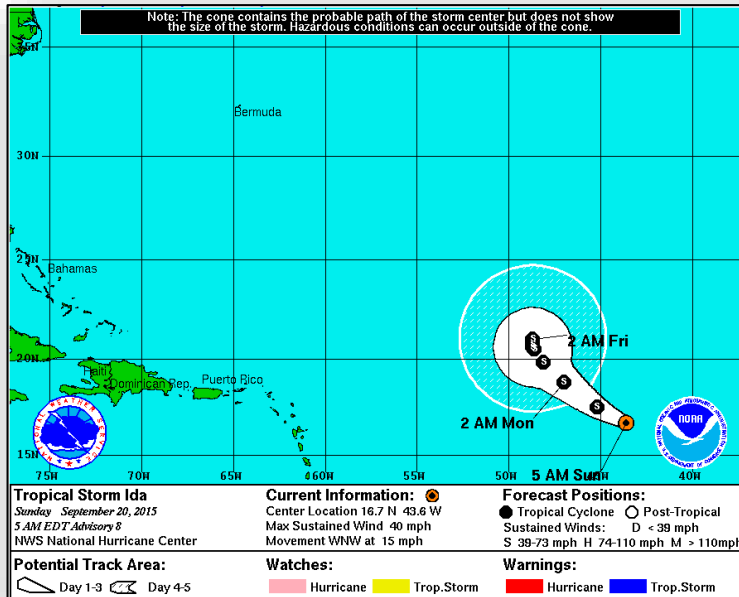 Note: The cone contains the probable path of the storm center but does not show
the size of the storm. Hazardous conditions can occur outside of the cone.
35N
Bermuda
30N
25N
Bahamas
2 AM Fri
20N
S
Haiti
Dominican Rep.
Puerto Rico
S
S
2 AM Mon
NATIONAL WEATHER SERVICE
NOAA
15N
5 AM Sun
75W 70W 65W 60W 55W 50W 45W 40W
Tropical Storm Ida
Sunday September 20, 2015
5 AM EDT Advisory 8
NWS National Hurricane Center
Current Information:
Center Location 16.7 N 43.6 W
Max Sustained Wind 40 mph
Movement WNW at 15 mph
Forecast Positions:
Tropical Cyclone Post-Tropical
Sustained Winds: D < 39 mph
S 39-73 mph H 74-110 mph M > 110mph
Potential Track Area:
Day 1-3 Day 4-5
Watches:
Hurricane Trop.Storm
Warnings:
Hurricane Trop.Storm